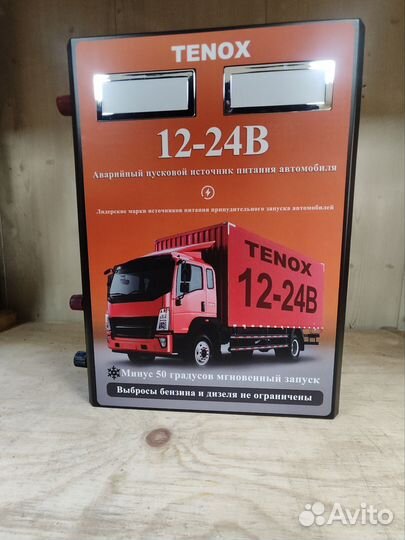 TENOX
12-24В
Аварийный пусковой источник питания автомобиля
Лидерские марки источников питания принудительного запуска автомобилей
TENOX
12-24В
Минус 50 градусов мгновенный запуск
Выбросы бензина и дизеля не ограничены
Avito